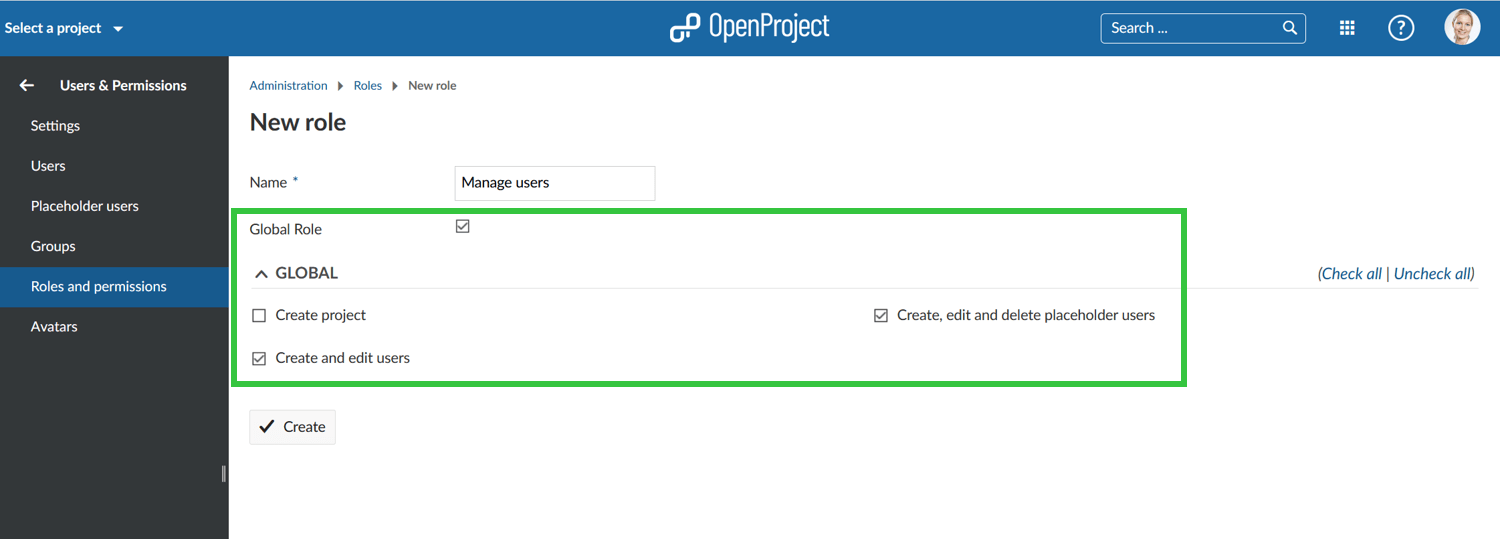 Select a project
OpenProject
Search ...
?
Users & Permissions
Settings
Users
Placeholder users
Groups
Roles and permissions
Avatars
Administration Roles New role
New role
Name *
Manage users
Global Role
GLOBAL
(Check all | Uncheck all)
Create project
Create, edit and delete placeholder users
Create and edit users
Create